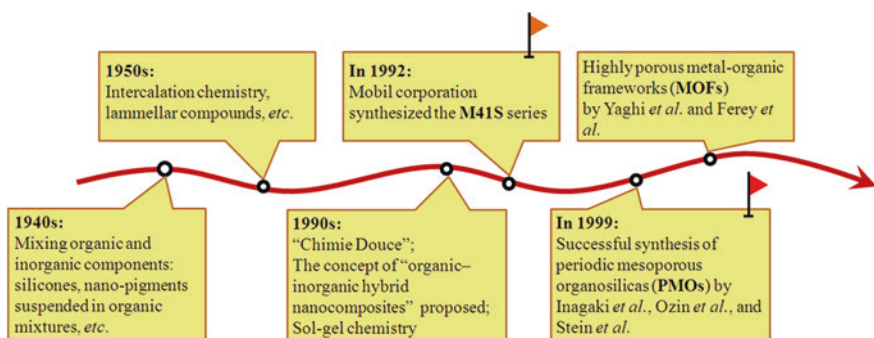 1950s:
Intercalation chemistry,
lammellar compounds, etc.
In 1992:
Mobil corporation
synthesized the M41S series
Highly porous metal-organic
frameworks (MOFs)
by Yaghi et al. and Ferey et
al.
1940s:
Mixing organic and
inorganic components:
silicones, nano-pigments
suspended in organic
mixtures, etc.
1990s:
“Chimie Douce”;
The concept of “organic–
inorganic hybrid
nanocomposites” proposed;
Sol-gel chemistry
In 1999:
Successful synthesis of
periodic mesoporous
organosilicas (PMOs) by
Inagaki et al., Ozin et al., and
Stein et al.